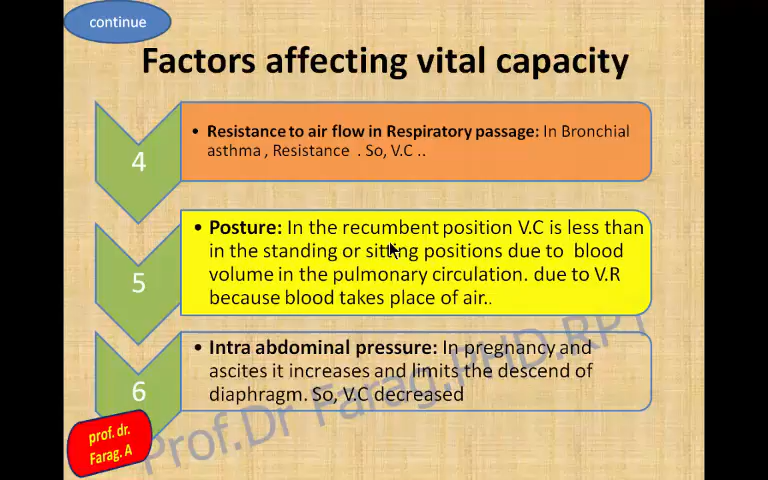 continue
Factors affecting vital capacity
4
• Resistance to air flow in Respiratory passage: In Bronchial
asthma , Resistance . So, V.C ..
5
• Posture: In the recumbent position V.C is less than
in the standing or sitting positions due to blood
volume in the pulmonary circulation. due to V.R
because blood takes place of air..
6
• Intra abdominal pressure: In pregnancy and
ascites it increases and limits the descend of
diaphragm. So, V.C decreased
prof. dr.
Farag. A
Prof.Dr Farag.PHD.RPT